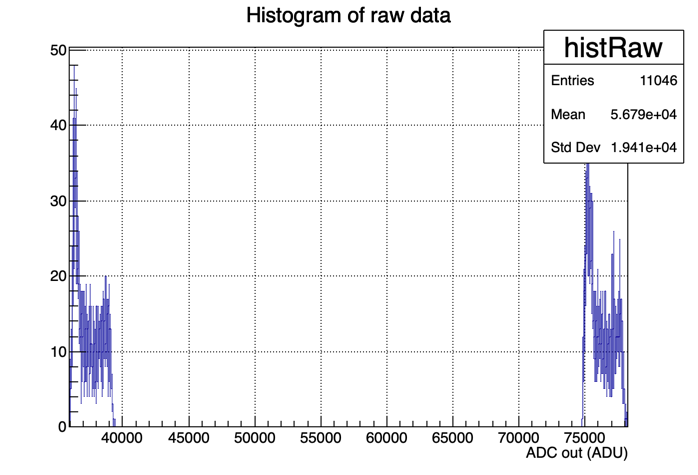 Histogram of raw data
histRaw
Entries 11046
Mean 5.679e+04
Std Dev 1.941e+04
50
40
30
20
10
0
40000 45000 50000 55000 60000 65000 70000 75000
ADC out (ADU)